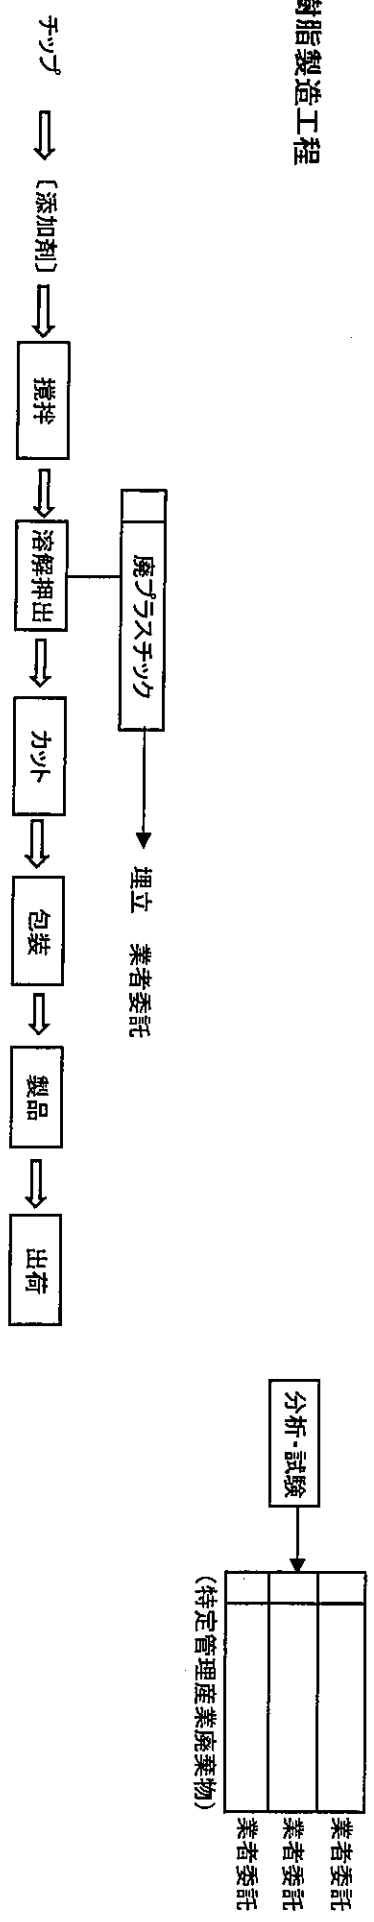 樹脂製造工程
チップ
〔添加剤〕
撹拌
溶解押出
カット
包装
製品
出荷
廃プラスチック
埋立　業者委託
分析・試験
業者委託
業者委託
業者委託
(特定管理産業廃棄物)